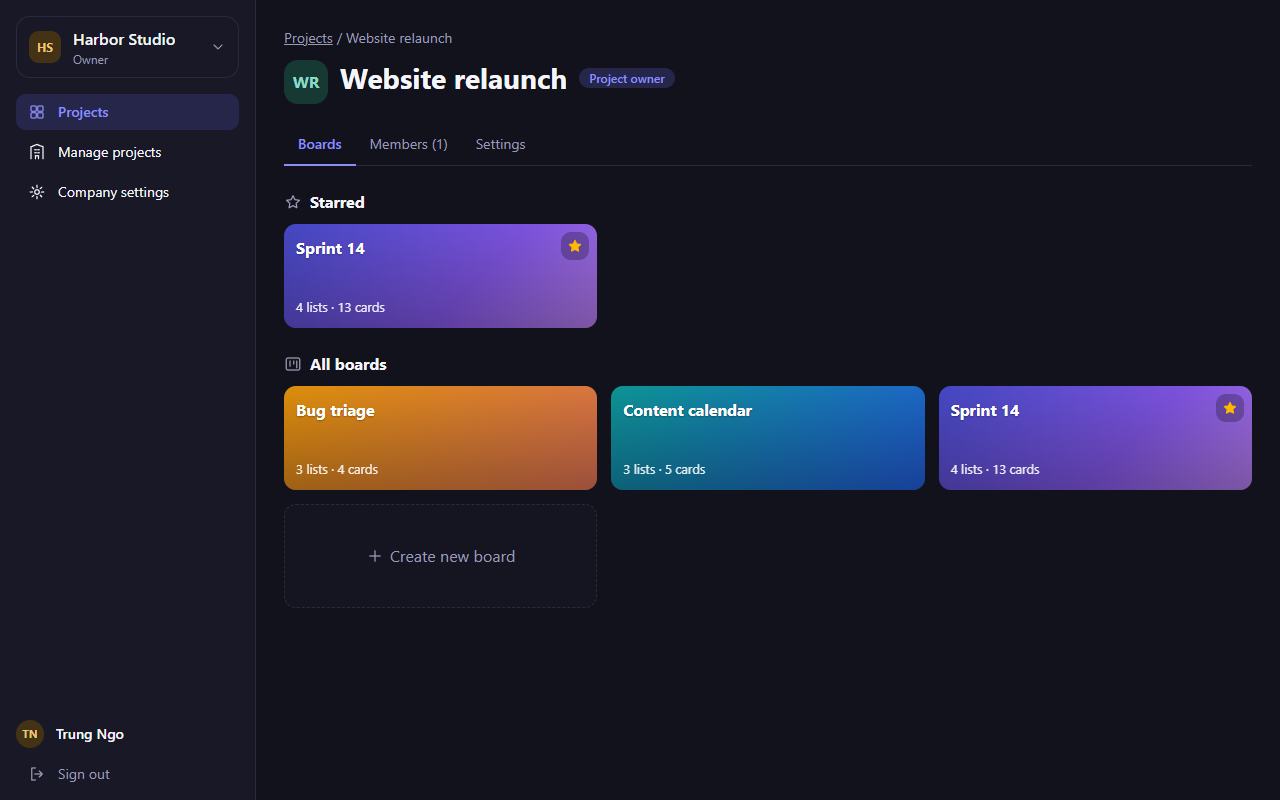 HS
Harbor Studio
Owner
Projects
Manage projects
Company settings
TN
Trung Ngo
Sign out
Projects / Website relaunch
WR
Website relaunch
Project owner
Boards
Members (1)
Settings
Starred
Sprint 14
4 lists · 13 cards
All boards
Bug triage
3 lists · 4 cards
Content calendar
3 lists · 5 cards
Sprint 14
4 lists · 13 cards
Create new board